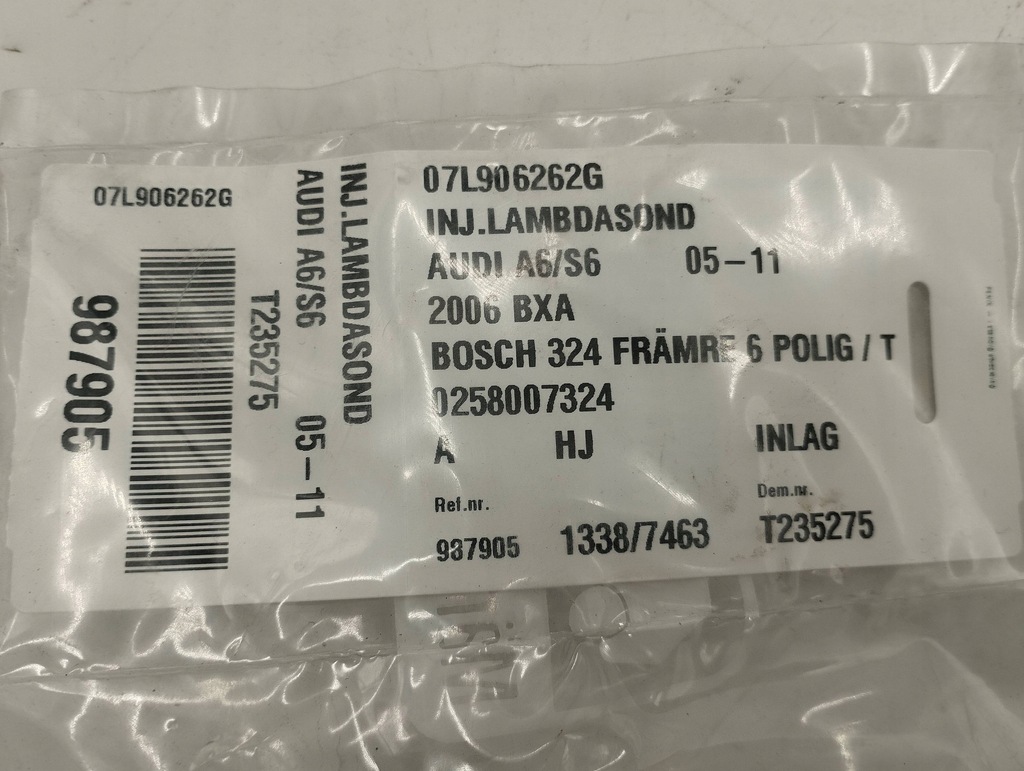 07L906262G
987905
T235275
AUDI A6/S6 05-11
INJ.LAMBDASOND
07L906262G
INJ.LAMBDASOND
AUDI A6/S6 05-11
2006 BXA
BOSCH 324 FRÄMRE 6 POLIG / T
0258007324
A HJ INLAG
Ref.nr. Dem.nr.
987905 1338/7463 T235275